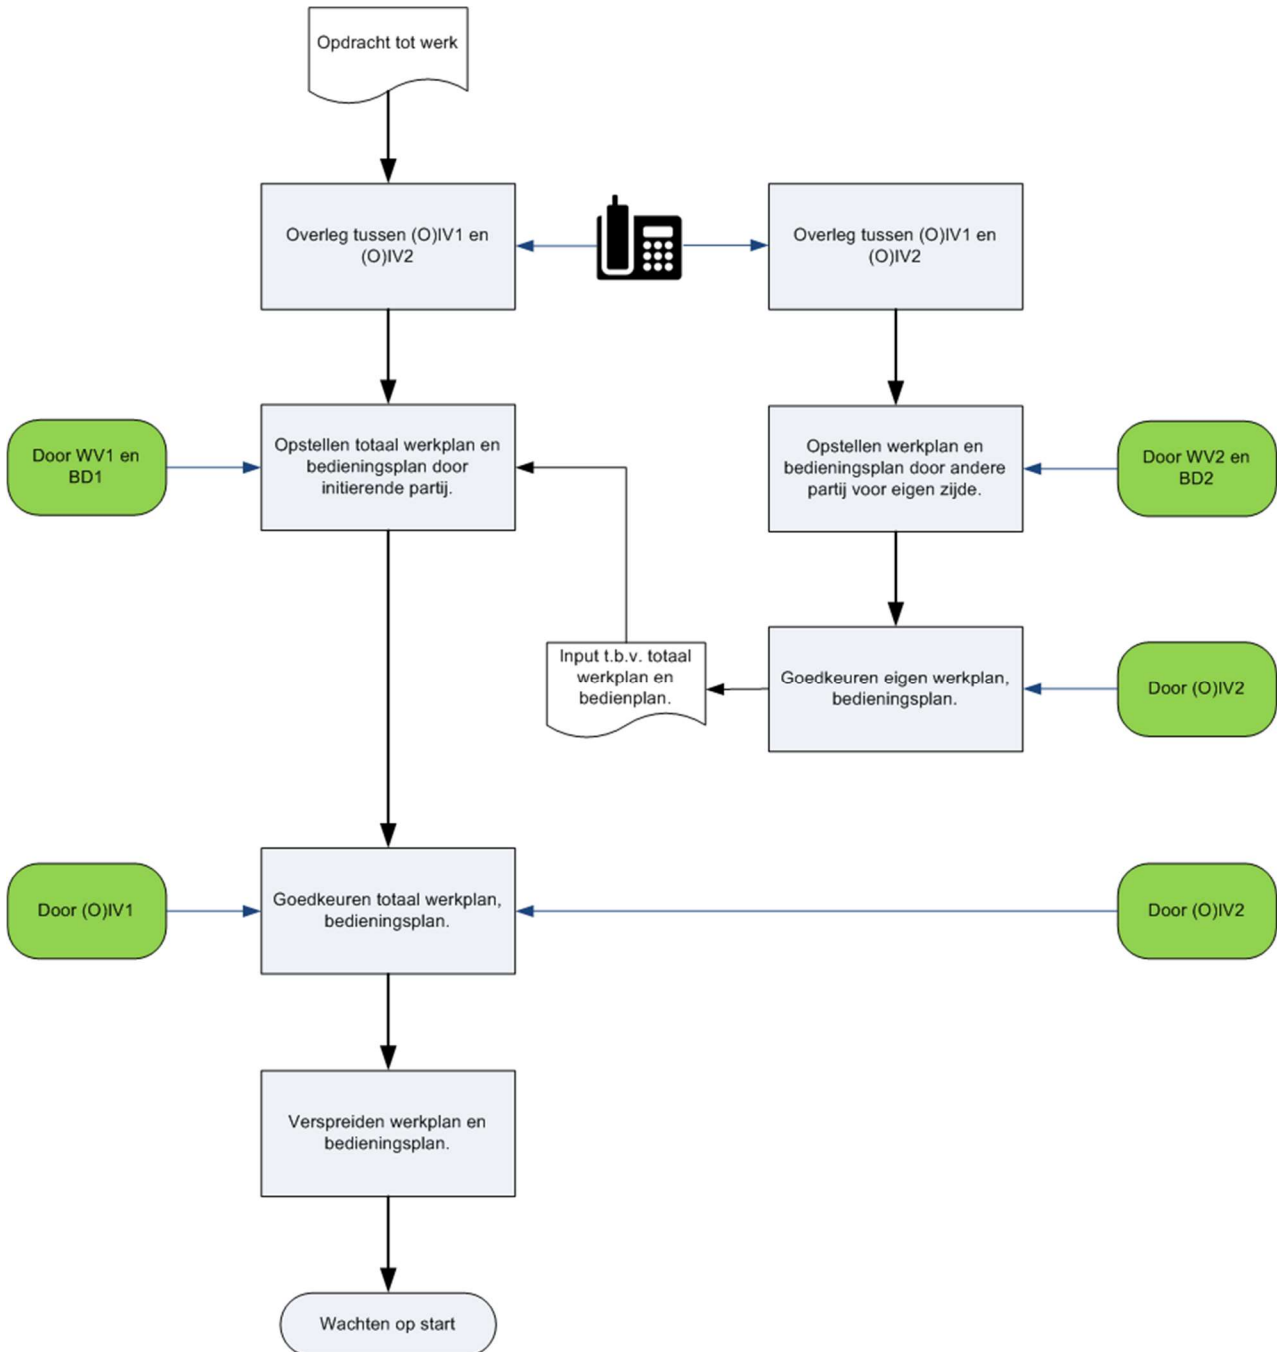 Opdracht tot werk
Overleg tussen (O)IV1 en
(O)IV2
Overleg tussen (O)IV1 en
(O)IV2
Door WV1 en
BD1
Opstellen totaal werkplan en
bedieningsplan door
initierende partij.
Opstellen werkplan en
bedieningsplan door andere
partij voor eigen zijde.
Door WV2 en
BD2
Input t.b.v. totaal
werkplan en
bedienplan.
Goedkeuren eigen werkplan,
bedieningsplan.
Door (O)IV2
Door (O)IV1
Goedkeuren totaal werkplan,
bedieningsplan.
Door (O)IV2
Verspreiden werkplan en
bedieningsplan.
Wachten op start